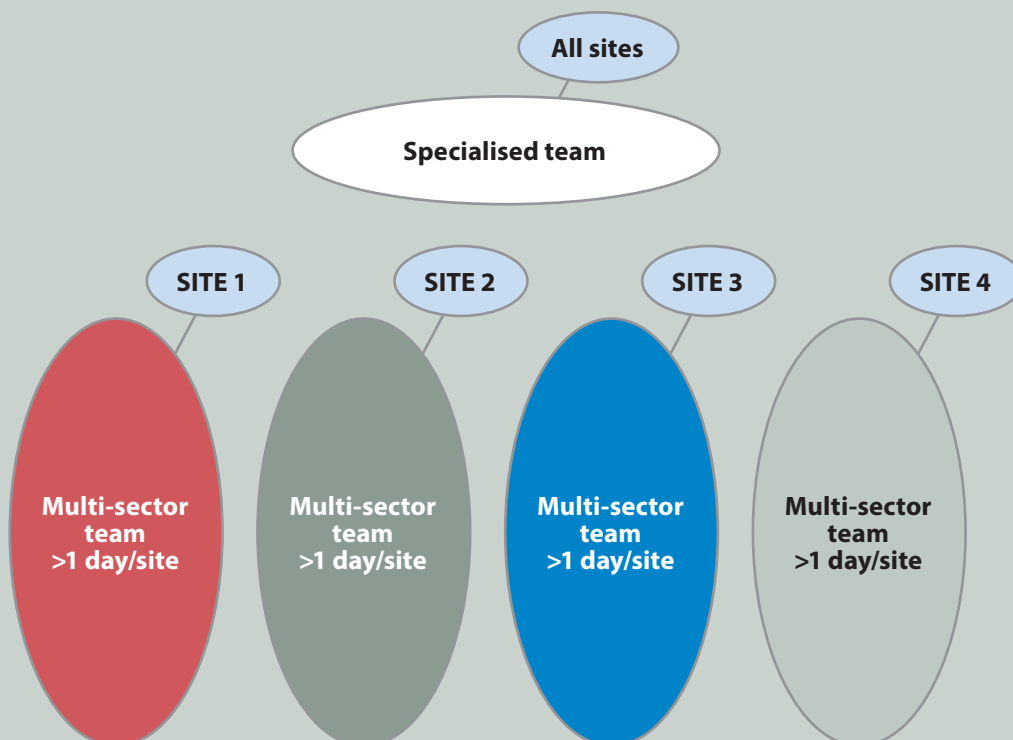 All sites
Specialised team
SITE 1
SITE 2
SITE 3
SITE 4
Multi-sector
team
>1 day/site
Multi-sector
team
>1 day/site
Multi-sector
team
>1 day/site
Multi-sector
team
>1 day/site